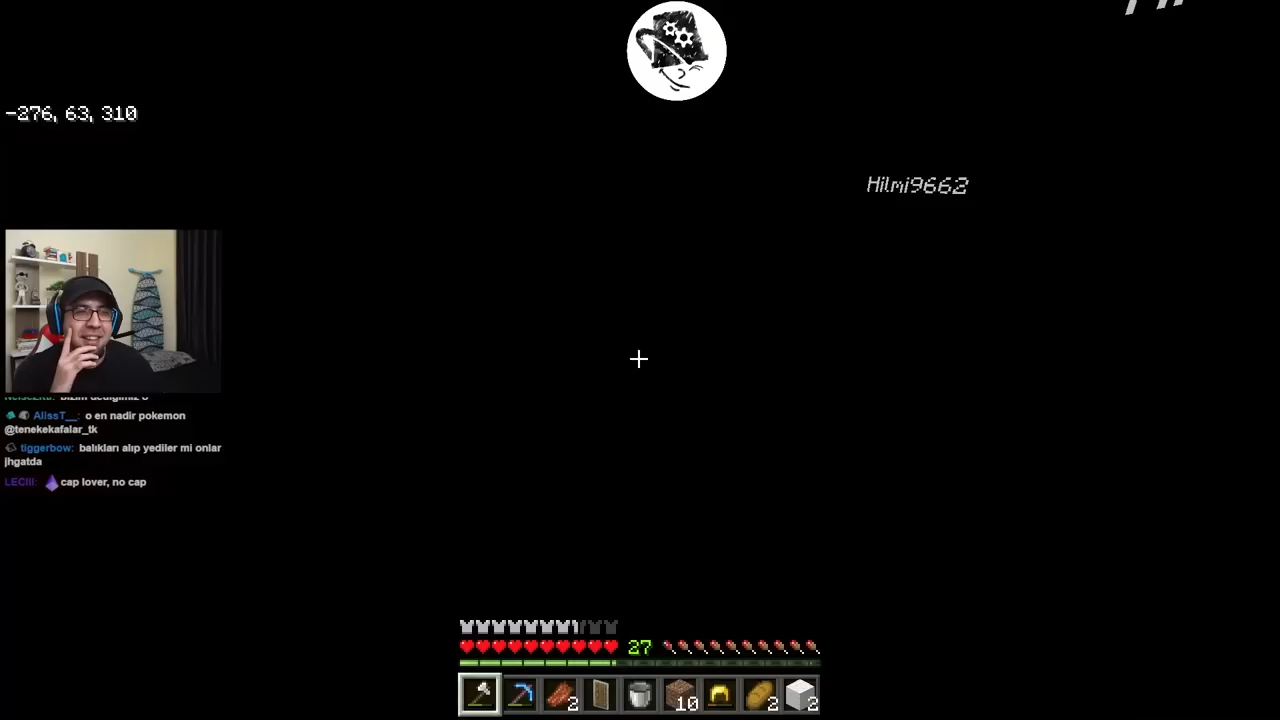 -276, 63, 310
Hilmi9662
AlissT__: o en nadir pokemon
@tenekekafalar_tk
tiggerbow: balıkları alıp yediler mi onlar
jhgatda
LECIII: cap lover, no cap
27
2
10
2
2